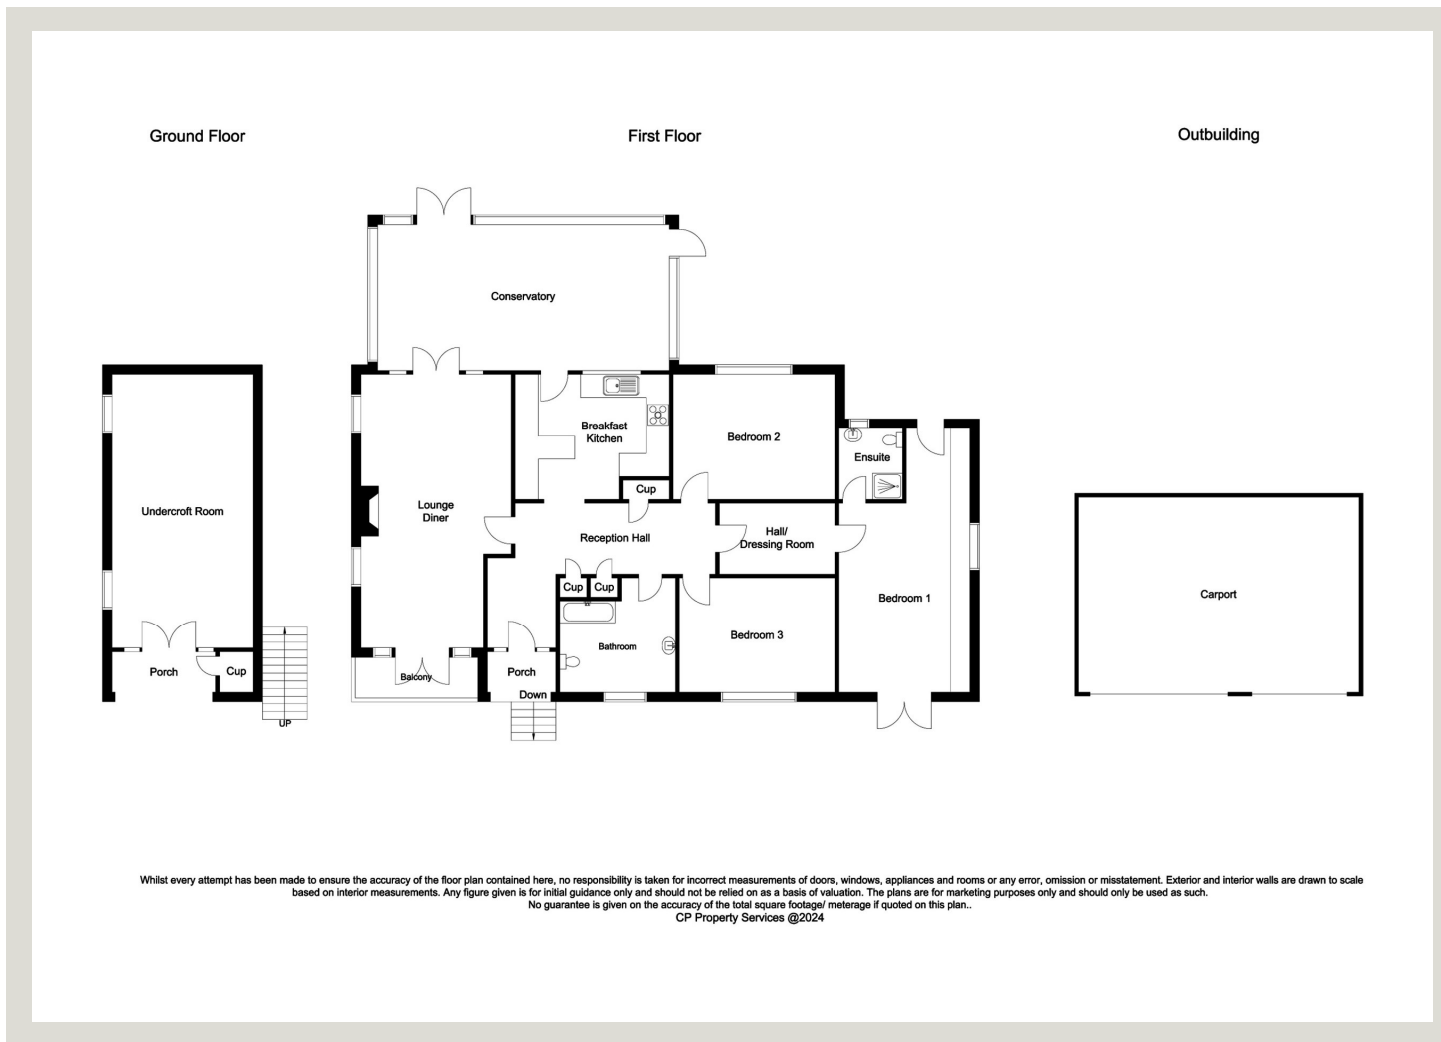 Ground Floor
First Floor
Outbuilding
Conservatory
Breakfast
Kitchen
Bedroom 2
Ensuite
Cup
Undercroft Room
Lounge
Diner
Reception Hall
Hall/
Dressing Room
Cup
Cup
Bedroom 1
Carport
Bedroom 3
Bathroom
Porch
Cup
Balcony
Porch
Down
UP
Whilst every attempt has been made to ensure the accuracy of the floor plan contained here, no responsibility is taken for incorrect measurements of doors, windows, appliances and rooms or any error, omission or misstatement. Exterior and interior walls are drawn to scale
based on interior measurements. Any figure given is for initial guidance only and should not be relied on as a basis of valuation. The plans are for marketing purposes only and should only be used as such.
No guarantee is given on the accuracy of the total square footage/ meterage if quoted on this plan..
CP Property Services @2024